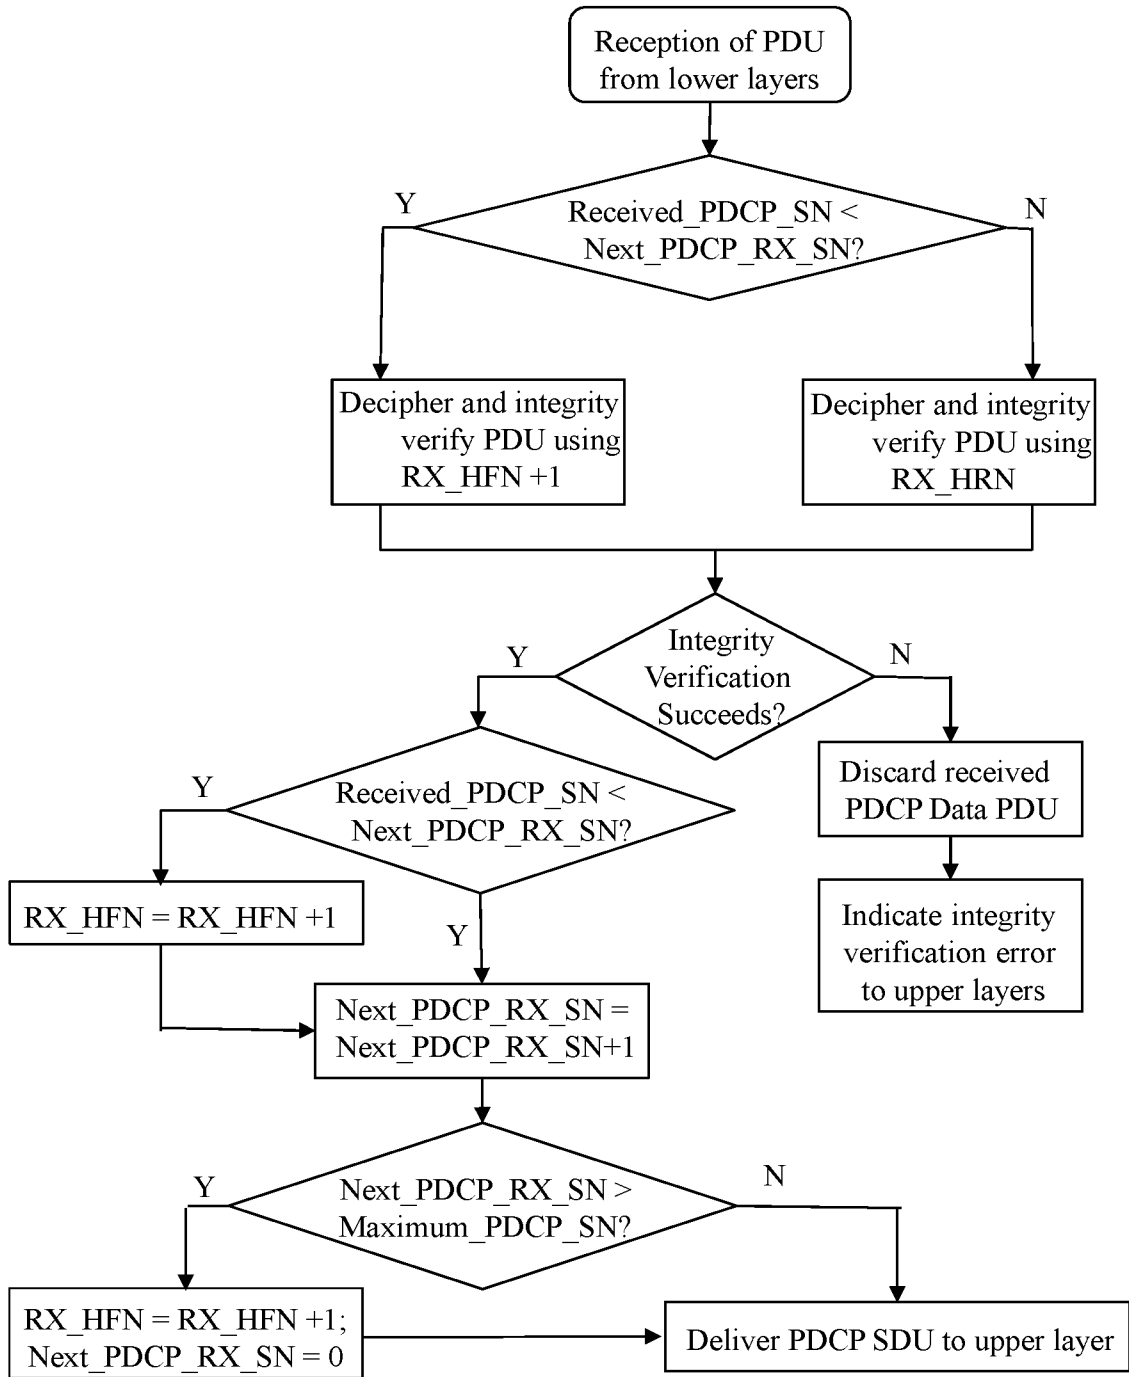 Reception of PDU
from lower layers
Y
Received_PDCP_SN <
Next_PDCP_RX_SN?
N
Decipher and integrity
verify PDU using
RX_HFN +1
Decipher and integrity
verify PDU using
RX_HRN
Y
Integrity
Verification
Succeeds?
N
Y
Received_PDCP_SN <
Next_PDCP_RX_SN?
Discard received
PDCP Data PDU
RX_HFN = RX_HFN +1
Y
Indicate integrity
verification error
to upper layers
Next_PDCP_RX_SN =
Next_PDCP_RX_SN+1
Y
Next_PDCP_RX_SN >
Maximum_PDCP_SN?
N
RX_HFN = RX_HFN +1;
Next_PDCP_RX_SN = 0
Deliver PDCP SDU to upper layer